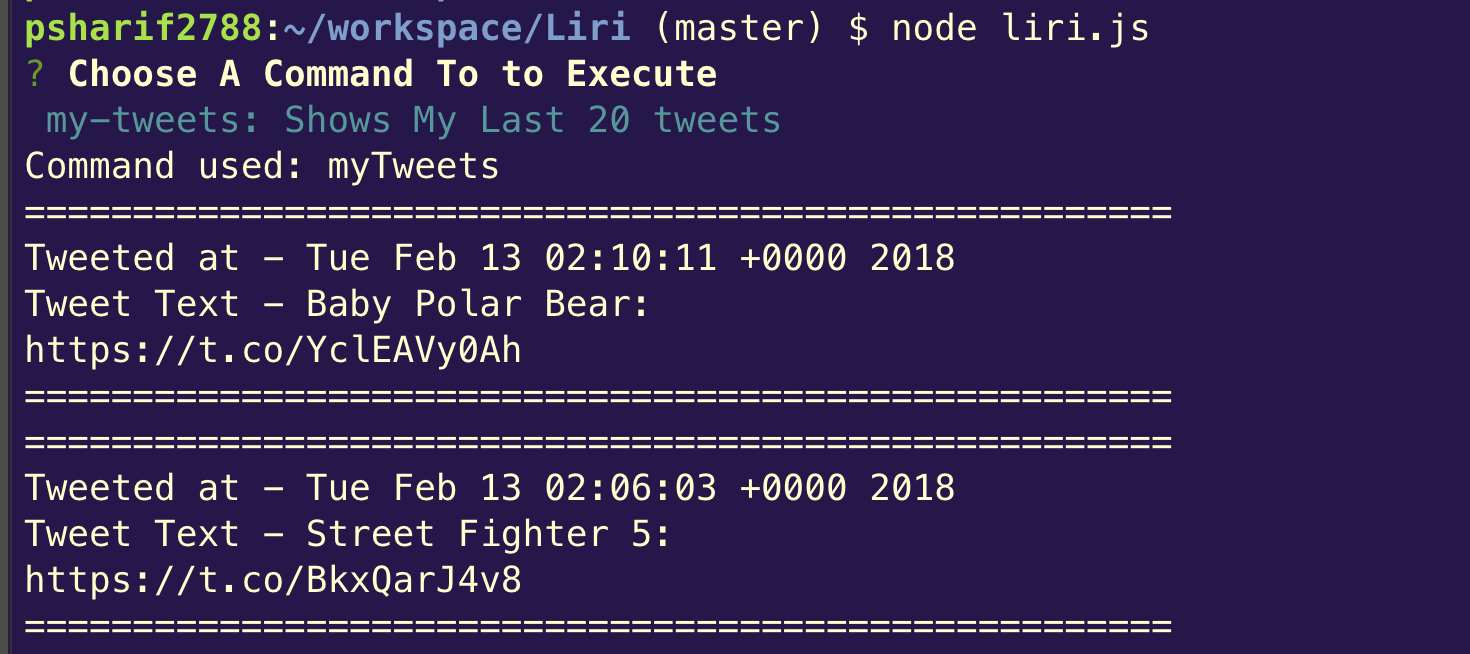 psharif2788:~/workspace/Liri (master) $ node liri.js
? Choose A Command To to Execute
my-tweets: Shows My Last 20 tweets
Command used: myTweets
=====================================================
Tweeted at - Tue Feb 13 02:10:11 +0000 2018
Tweet Text - Baby Polar Bear:
https://t.co/YclEAVy0Ah
=====================================================
=====================================================
Tweeted at - Tue Feb 13 02:06:03 +0000 2018
Tweet Text - Street Fighter 5:
https://t.co/BkxQarJ4v8
=====================================================